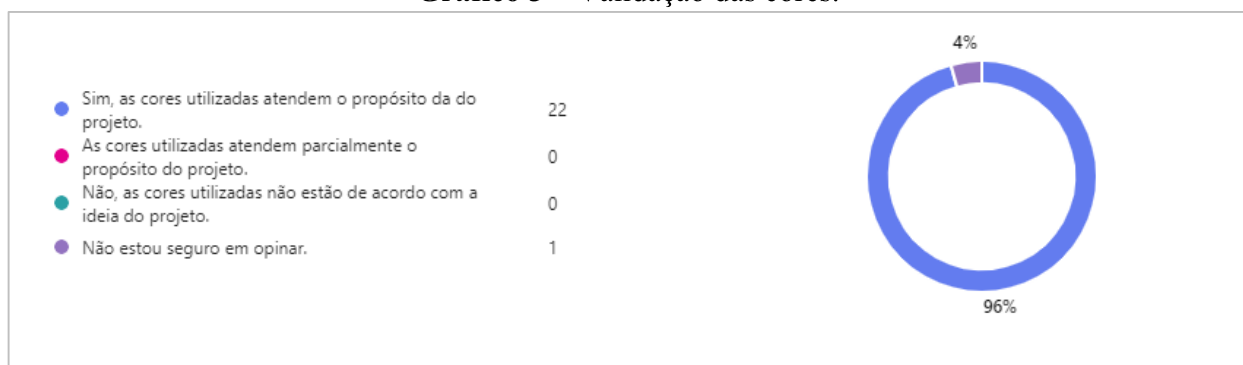 4%
Sim, as cores utilizadas atendem o propósito da do
projeto.
22
As cores utilizadas atendem parcialmente o
propósito do projeto.
0
Não, as cores utilizadas não estão de acordo com a
ideia do projeto.
0
Não estou seguro em opinar.
1
96%